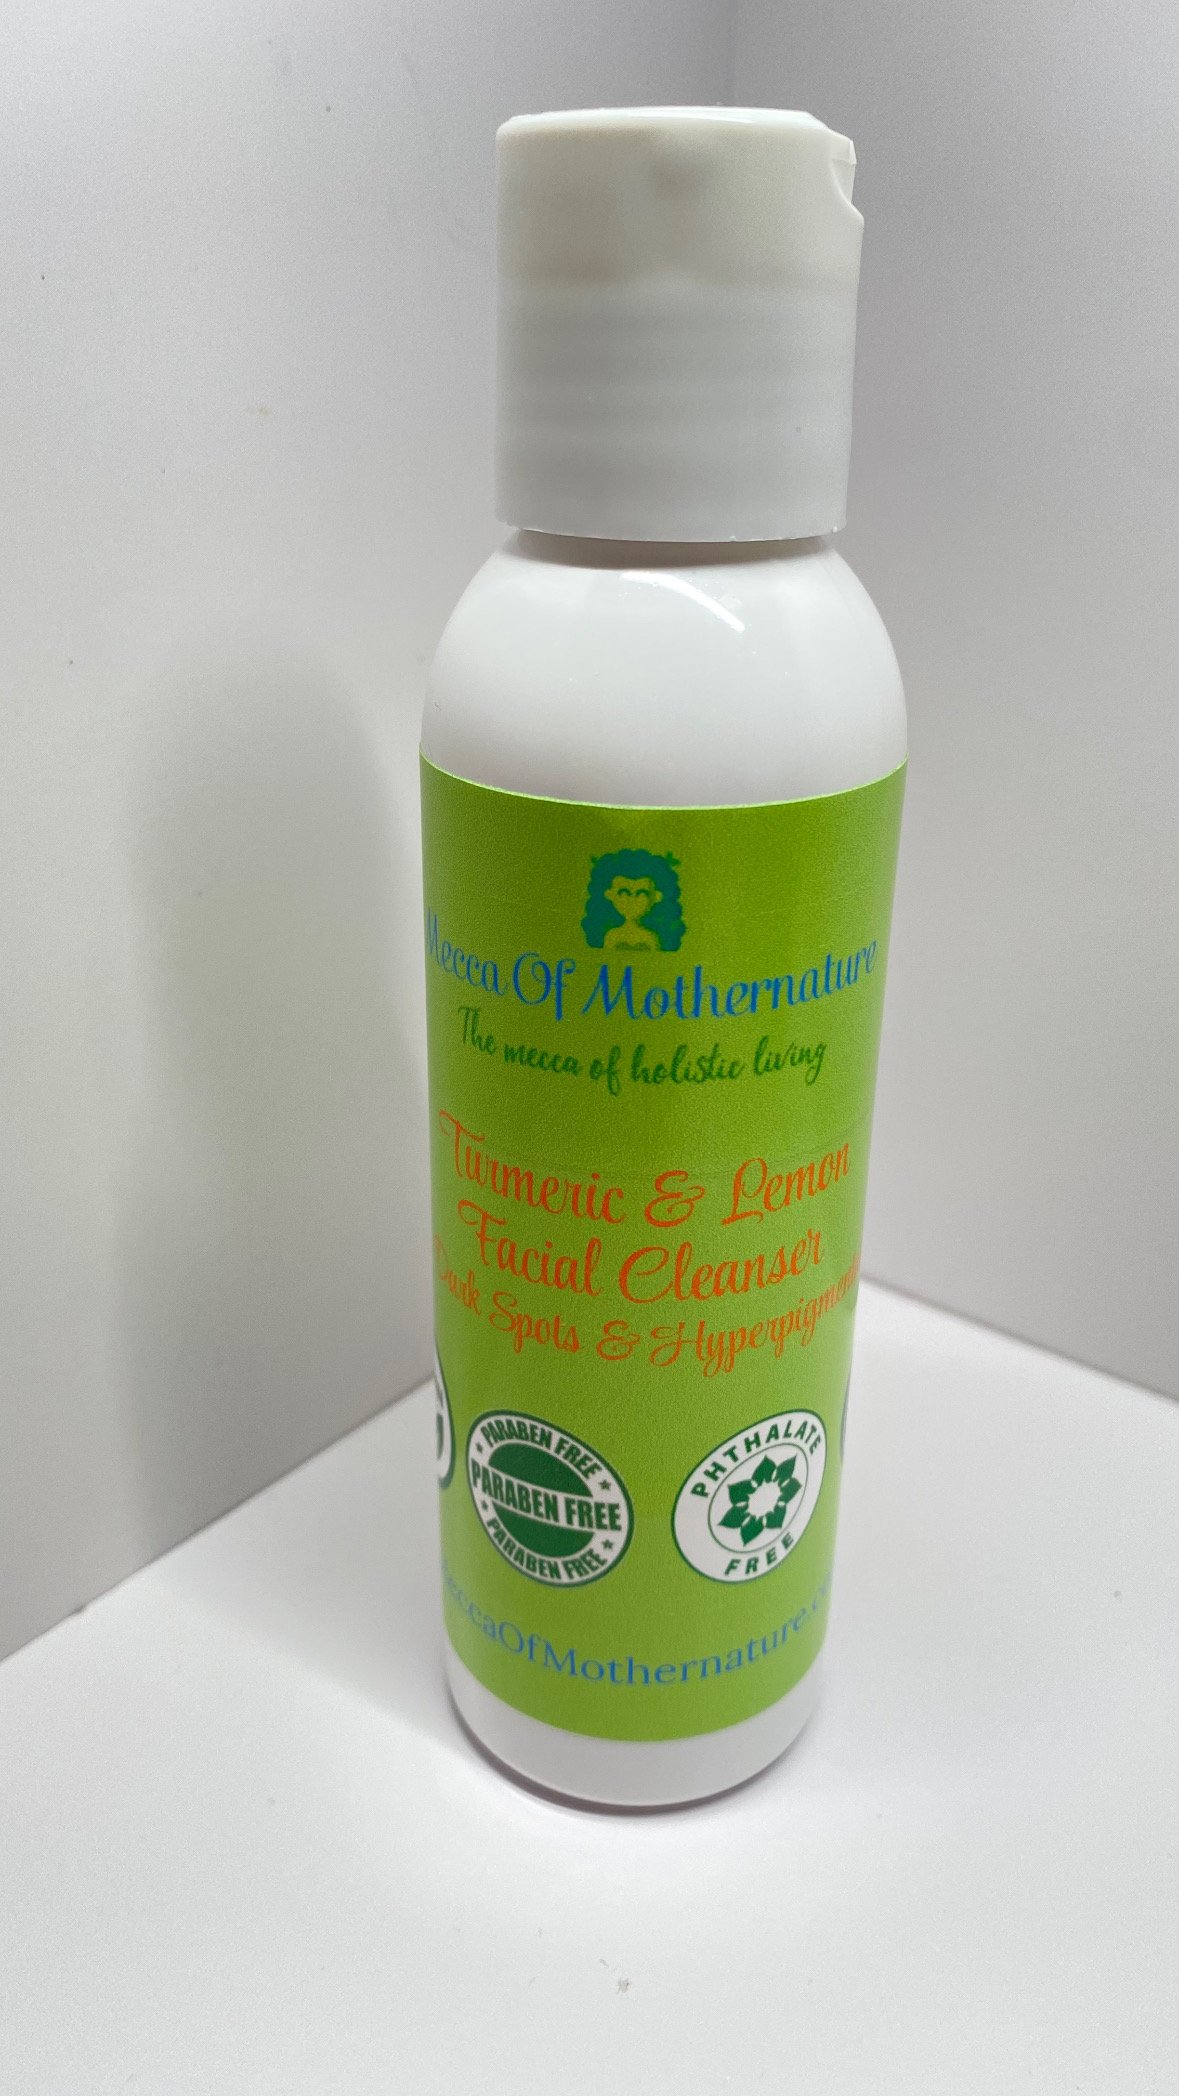 Mecca Of Mothernature
The mecca of holistic living
Turmeric & Lemon
Facial Cleanser
Dark Spots &
PARABEN FREE
PARABEN FREE
PARABEN FREE
PHTHALATE
FREE